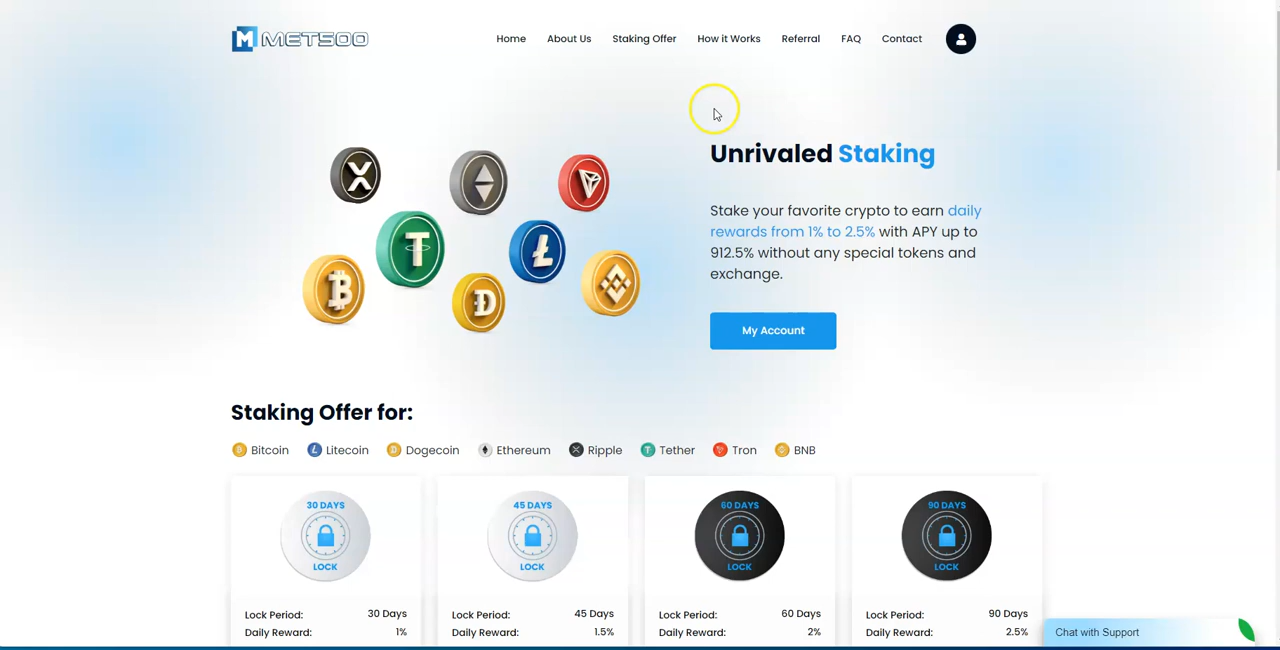 METSOO
Home About Us Staking Offer How it Works Referral FAQ Contact
Unrivaled Staking
Stake your favorite crypto to earn daily
rewards from 1% to 2.5% with APY up to
912.5% without any special tokens and
exchange.
My Account
Staking Offer for:
Bitcoin Litecoin Dogecoin Ethereum Ripple Tether Tron BNB
30 DAYS
LOCK
Lock Period: 30 Days
Daily Reward: 1%
45 DAYS
LOCK
Lock Period: 45 Days
Daily Reward: 1.5%
60 DAYS
LOCK
Lock Period: 60 Days
Daily Reward: 2%
90 DAYS
LOCK
Lock Period: 90 Days
Daily Reward: 2.5%
Chat with Support